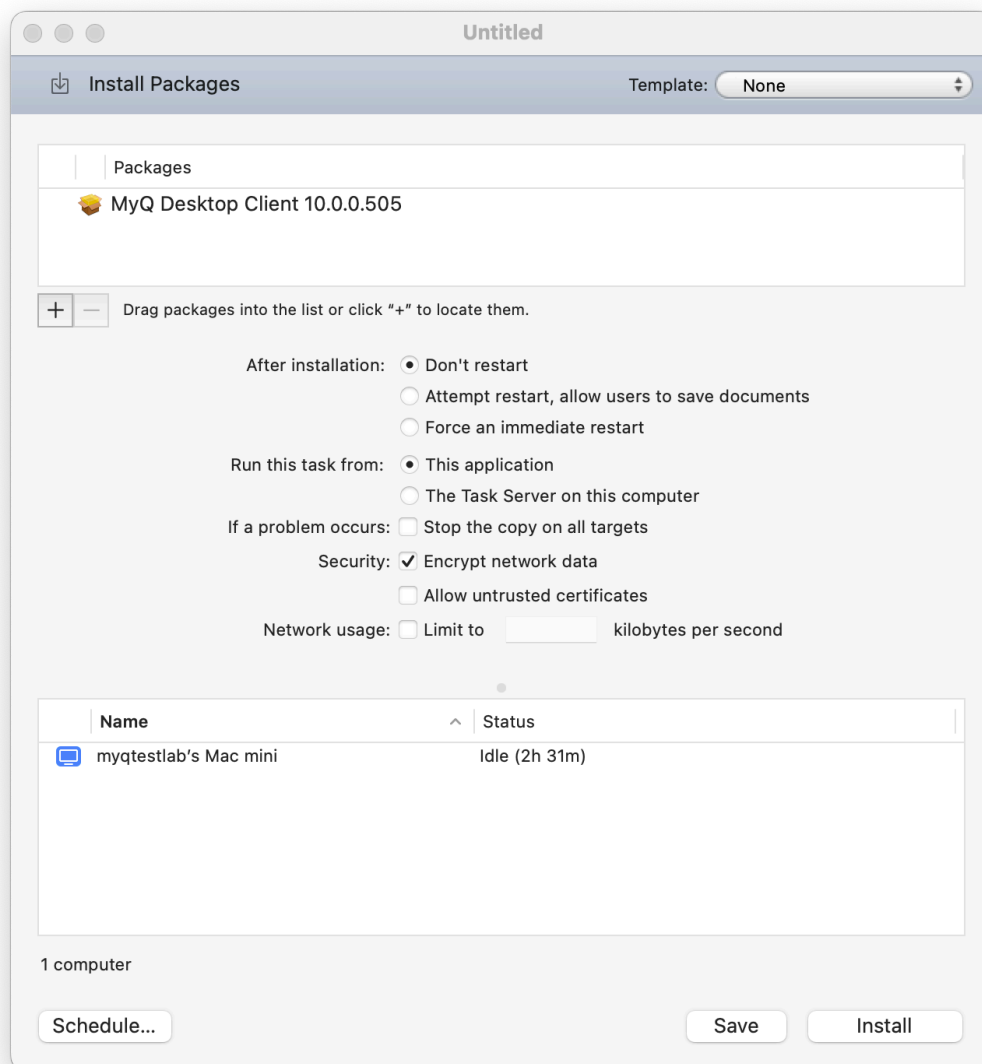 Untitled
Install Packages
Template: None
Packages
MyQ Desktop Client 10.0.0.505
+ − Drag packages into the list or click “+” to locate them.
After installation: Don't restart
Attempt restart, allow users to save documents
Force an immediate restart
Run this task from: This application
The Task Server on this computer
If a problem occurs: Stop the copy on all targets
Security: Encrypt network data
Allow untrusted certificates
Network usage: Limit to kilobytes per second
Name Status
myqtestlab’s Mac mini Idle (2h 31m)
1 computer
Schedule... Save Install